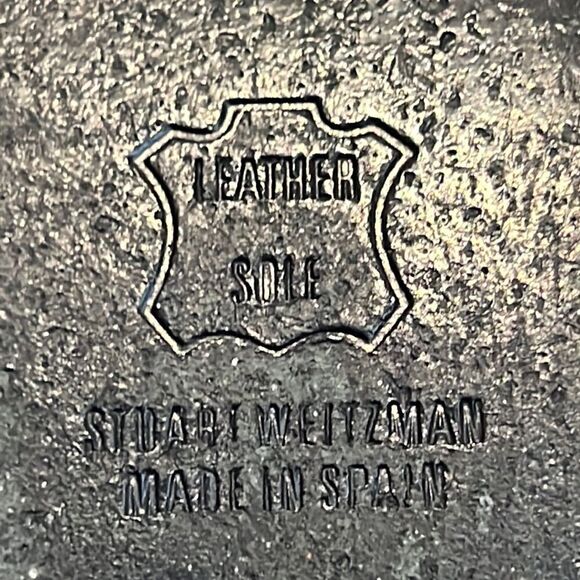 LEATHER
SOLE
STUART WEITZMAN
MADE IN SPAIN